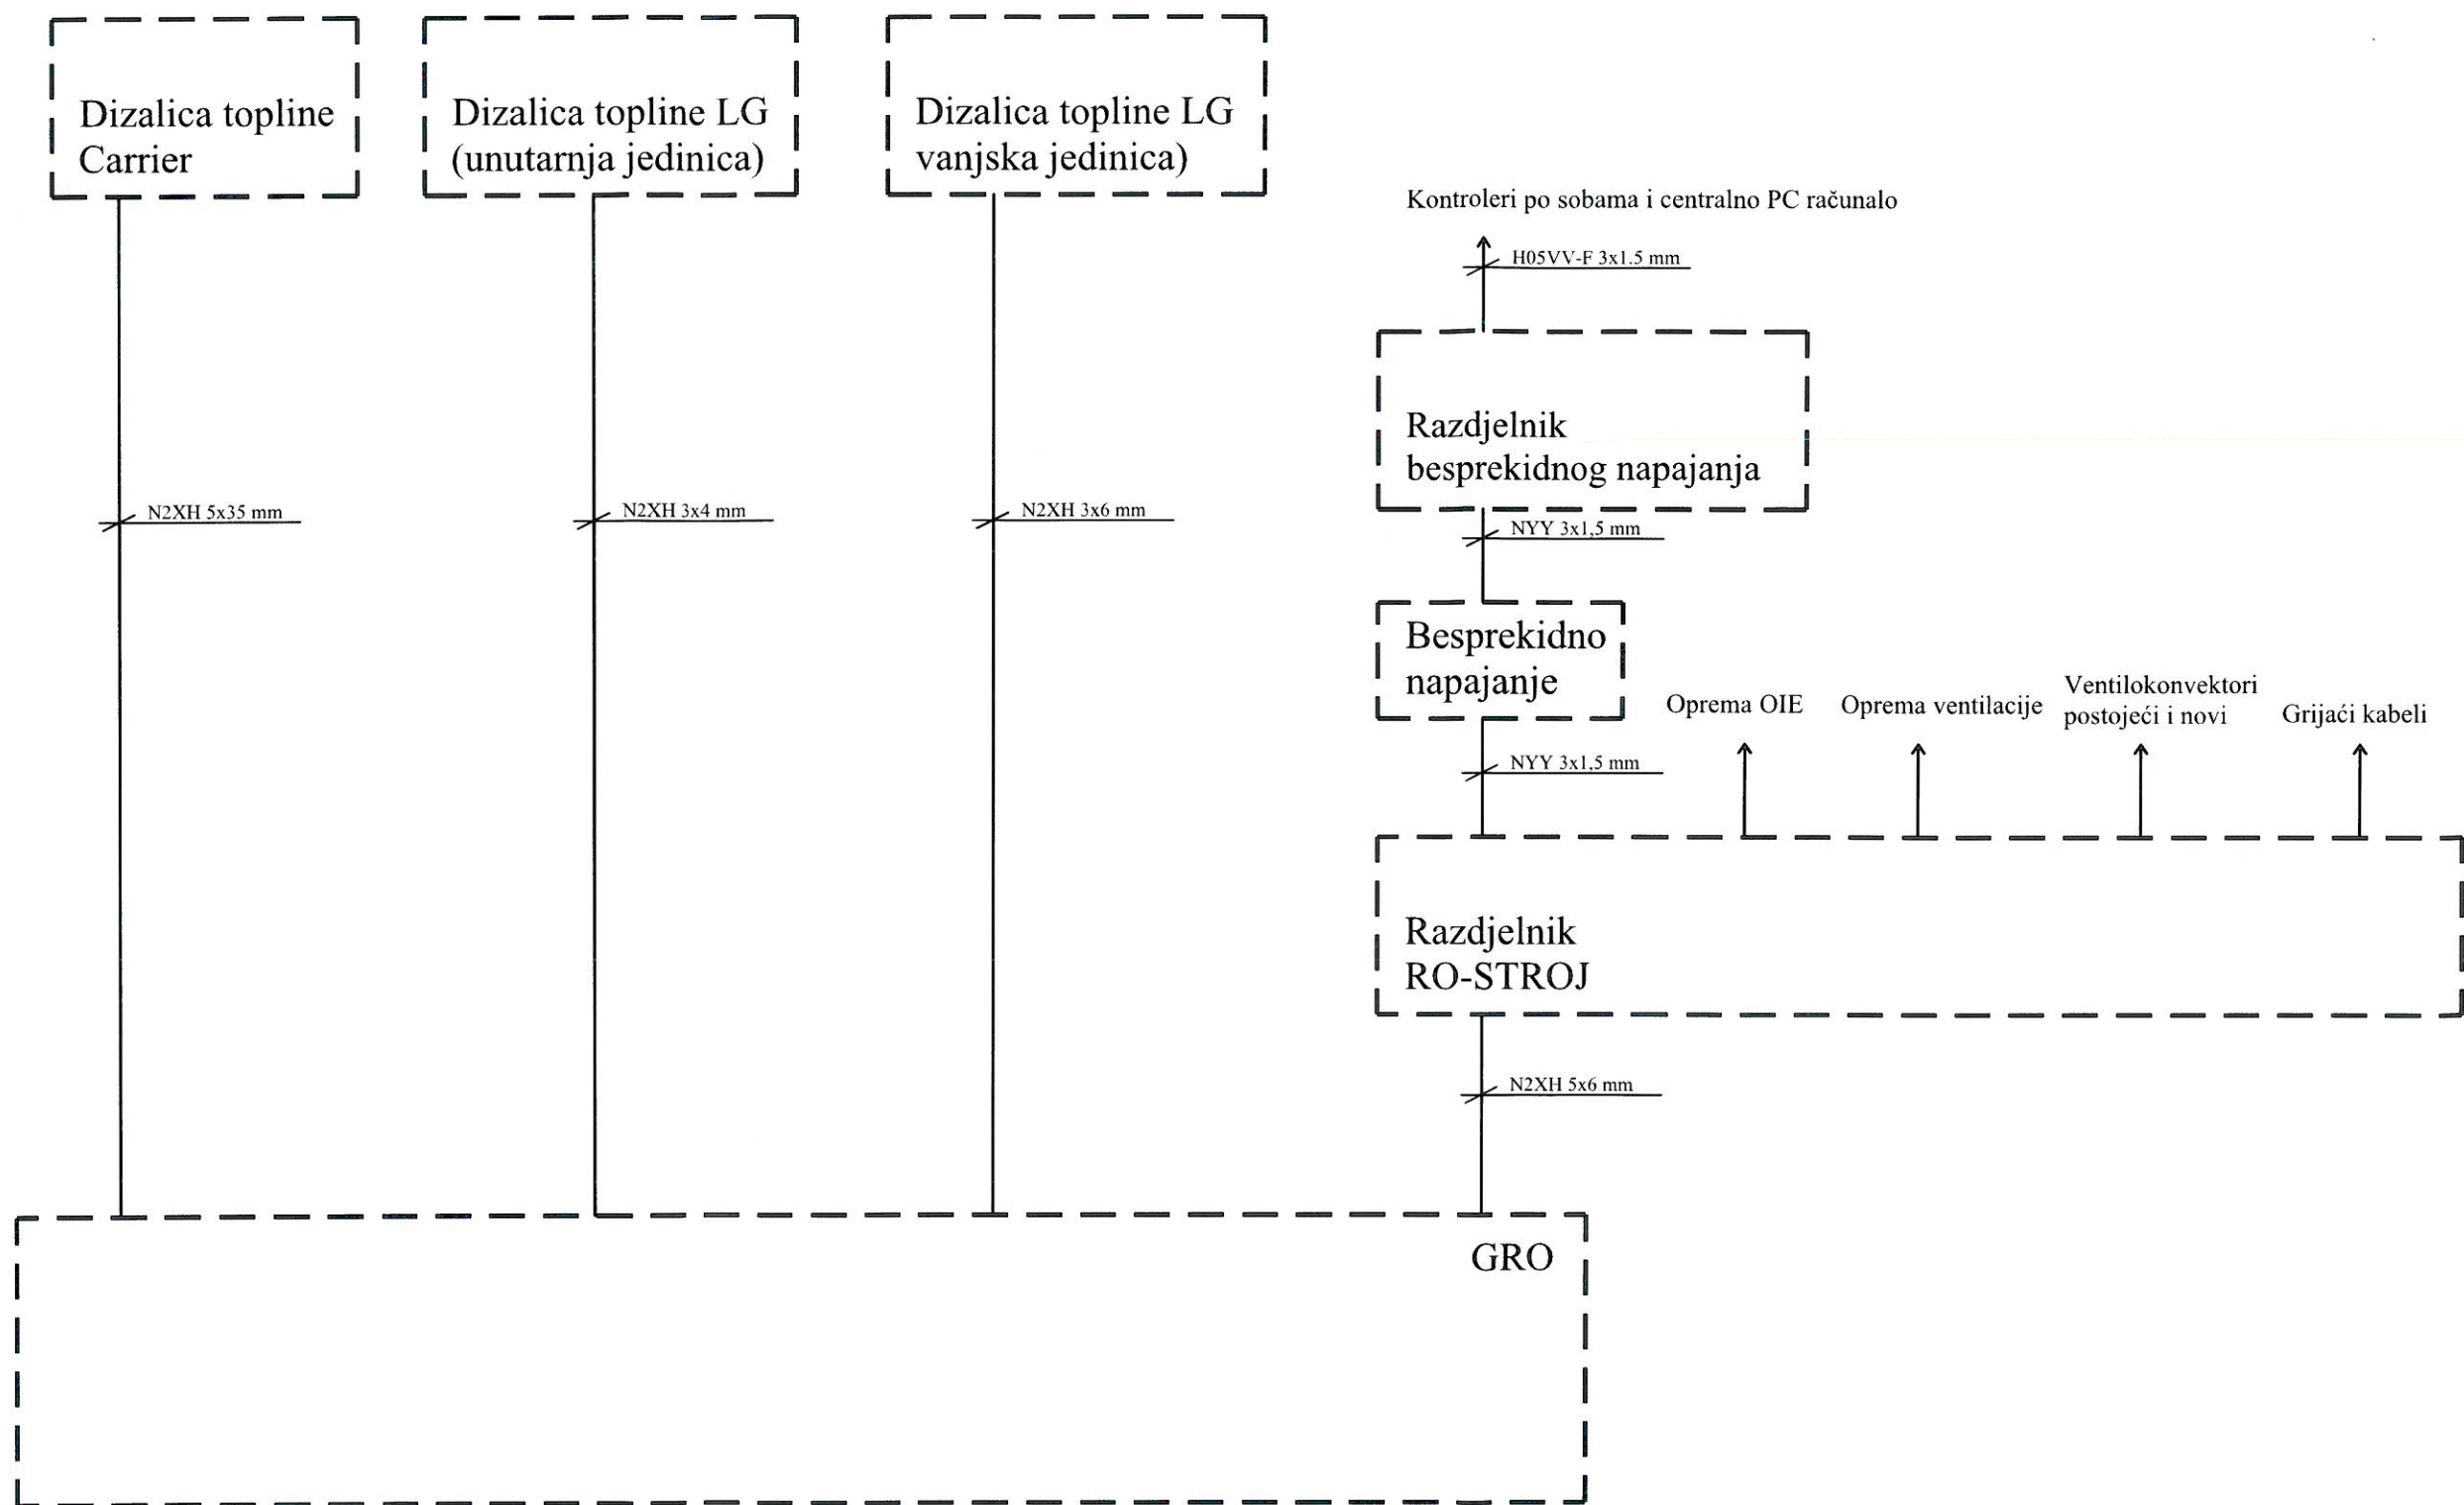 Dizalica topline
Carrier
Dizalica topline LG
(unutarnja jedinica)
Dizalica topline LG
vanjska jedinica)
Kontroleri po sobama i centralno PC računalo
H05VV-F 3x1.5 mm
Razdjelnik
besprekidnog napajanja
N2XH 5x35 mm
N2XH 3x4 mm
N2XH 3x6 mm
NYY 3x1,5 mm
Besprekidno
napajanje
Oprema OIE
Oprema ventilacije
Ventilokonvektori
postojeći i novi
Grijaći kabeli
NYY 3x1,5 mm
Razdjelnik
RO-STROJ
N2XH 5x6 mm
GRO